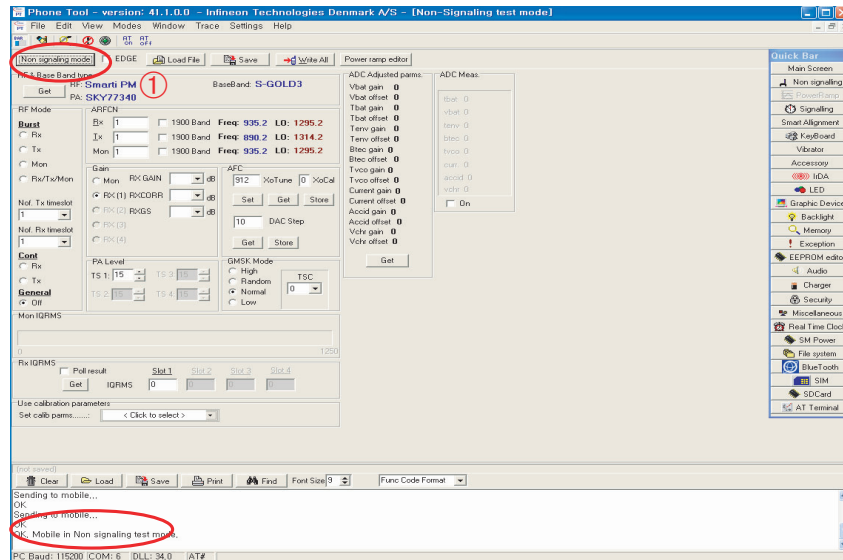 Phone Tool - version: 41.1.0.0 - Infineon Technologies Denmark A/S - [Non-Signaling test mode]
File Edit View Modes Window Trace Settings Help
AT On AT Off
Non signaling mode EDGE Load File Save Write All Power ramp editor
RF & Base Band type
Get RF: Smarti PM ① BaseBand: S-GOLD3
PA: SKY77340
RF Mode
Burst
Rx
Tx
Mon
Rx/Tx/Mon
Nof. Tx timeslot
1
Nof. Rx timeslot
1
Cont
Rx
Tx
General
Off
ARFCN
Rx 1 1900 Band Freq: 935.2 LO: 1295.2
Tx 1 1900 Band Freq: 890.2 LO: 1314.2
Mon 1 1900 Band Freq: 935.2 LO: 1295.2
Gain
Mon RX GAIN dB
RX (1) RXCORR dB
RX (2) RXGS dB
RX (3)
RX (4)
AFC
912 XoTune 0 XoCal
Set Get Store
10 DAC Step
Get Store
PA Level
TS 1: 15 TS 3: 15
TS 2: 15 TS 4: 15
GMSK Mode
High
Random
Normal
Low
TSC
0
ADC Adjusted parms.
Vbat gain 0
Vbat offset 0
Tbat gain 0
Tbat offset 0
Tenv gain 0
Tenv offset 0
Btec gain 0
Btec offset 0
Tvco gain 0
Tvco offset 0
Current gain 0
Current offset 0
Accid gain 0
Accid offset 0
Vchr gain 0
Vchr offset 0
Get
ADC Meas.
tbat 0
vbat 0
tenv 0
btec 0
tvco 0
curr 0
accid 0
vchr 0
On
Mon IQRMS
0 1250
Rx IQRMS
Poll result Slot 1 Slot 2 Slot 3 Slot 4
Get IQRMS 0 0 0 0
Use calibration parameters
Set calib parms......: < Click to select >
Quick Bar
Main Screen
Non signalling
PowerRamp
Signaling
Smart Allignment
KeyBoard
Vibrator
Accessory
IrDA
LED
Graphic Device
Backlight
Memory
Exception
EEPROM edito
Audio
Charger
Security
Miscellaneous
Real Time Cloc
SM Power
File system
BlueTooth
SIM
SDCard
AT Terminal
(not saved)
Clear Load Save Print Find Font Size 9 Func Code Format
Sending to mobile...
OK
Sending to mobile...
OK
OK, Mobile in Non signaling test mode.
PC Baud: 115200 COM: 6 DLL: 34.0 AT#